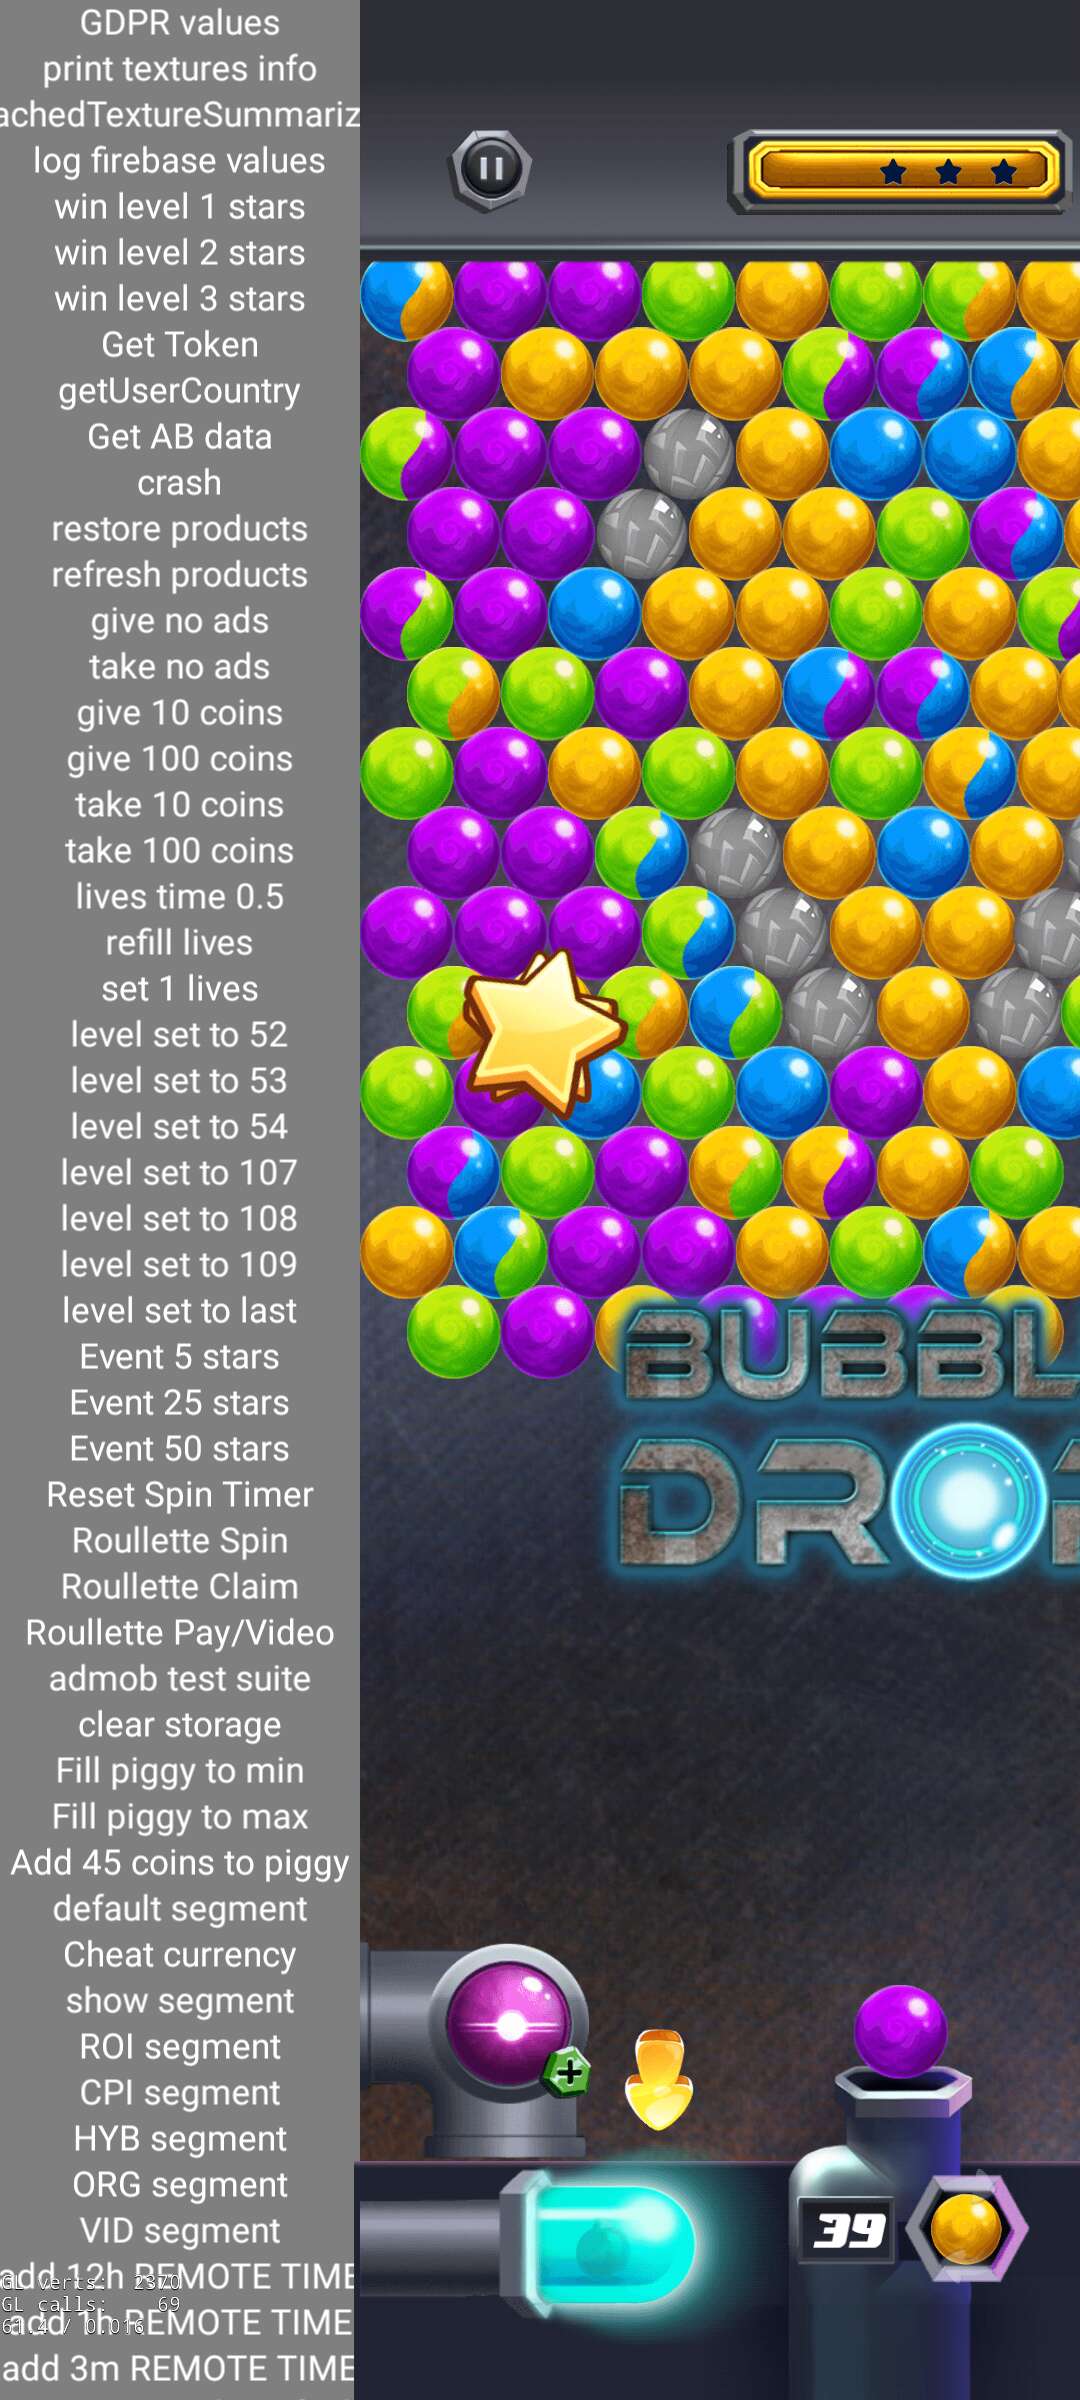 GDPR values
print textures info
achedTextureSummariz
log firebase values
win level 1 stars
win level 2 stars
win level 3 stars
Get Token
getUserCountry
Get AB data
crash
restore products
refresh products
give no ads
take no ads
give 10 coins
give 100 coins
take 10 coins
take 100 coins
lives time 0.5
refill lives
set 1 lives
level set to 52
level set to 53
level set to 54
level set to 107
level set to 108
level set to 109
level set to last
Event 5 stars
Event 25 stars
Event 50 stars
Reset Spin Timer
Roullette Spin
Roullette Claim
Roullette Pay/Video
admob test suite
clear storage
Fill piggy to min
Fill piggy to max
Add 45 coins to piggy
default segment
Cheat currency
show segment
ROI segment
CPI segment
HYB segment
ORG segment
VID segment
add 12h REMOTE TIME
GL verts: 2370
GL calls: 69
add 1h REMOTE TIME
add 3m REMOTE TIME
BUBBL
DRO
39